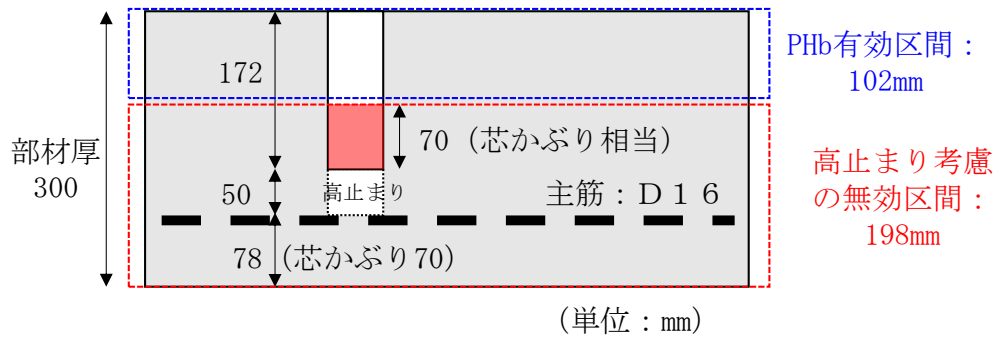 PHb有効区間：
102mm
172
70 (芯かぶり相当)
部材厚
300
50
高止まり
主筋：Ｄ１６
高止まり考慮
の無効区間：
198mm
78 (芯かぶり70)
(単位：㎜)